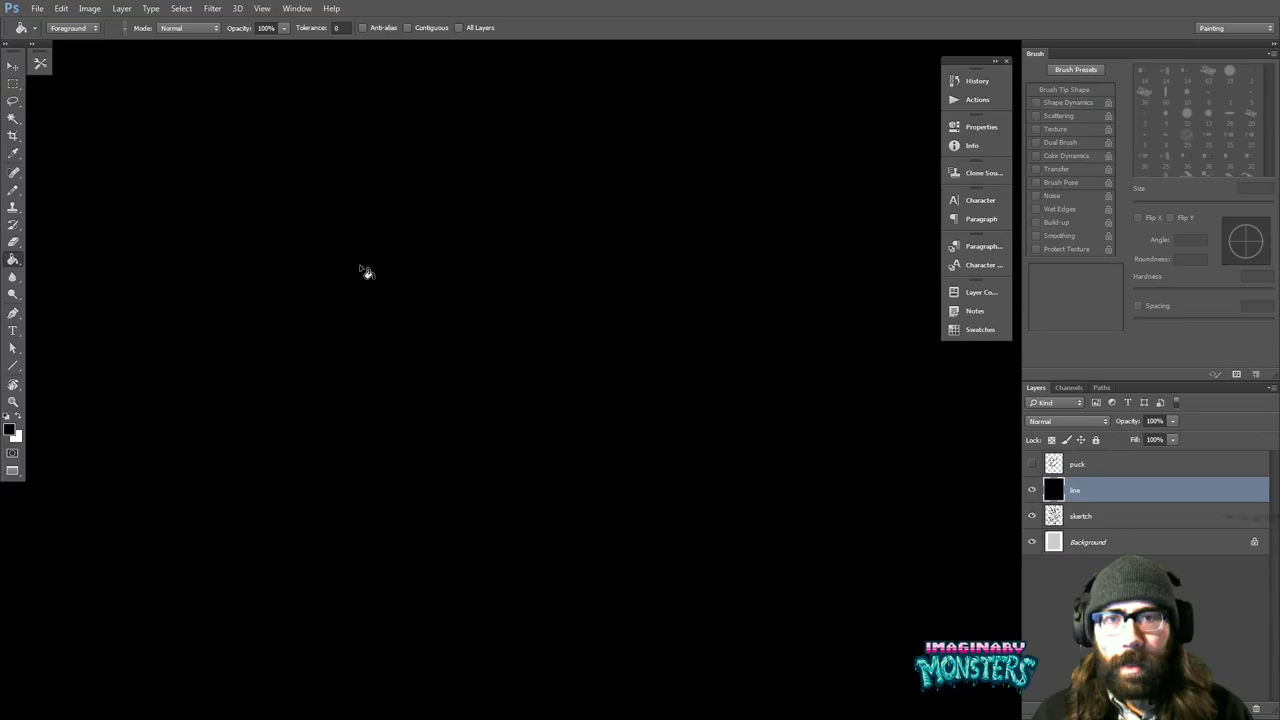 Ps File Edit Image Layer Type Select Filter 3D View Window Help
Foreground Mode: Normal Opacity: 100% Tolerance: 0 Anti-alias Contiguous All Layers Painting
Brush
Brush Presets
Brush Tip Shape
Shape Dynamics
Scattering
Texture
Dual Brush
Color Dynamics
Transfer
Brush Pose
Noise
Wet Edges
Build-up
Smoothing
Protect Texture
Size
Flip X Flip Y
Angle:
Roundness:
Hardness
Spacing
History
Actions
Properties
Info
Clone Sou...
Character
Paragraph
Paragraph...
Character ...
Layer Co...
Notes
Swatches
Layers Channels Paths
Kind
Normal Opacity: 100%
Lock: Fill: 100%
puck
line
skertch
Background
IMAGINARY
MONSTERS